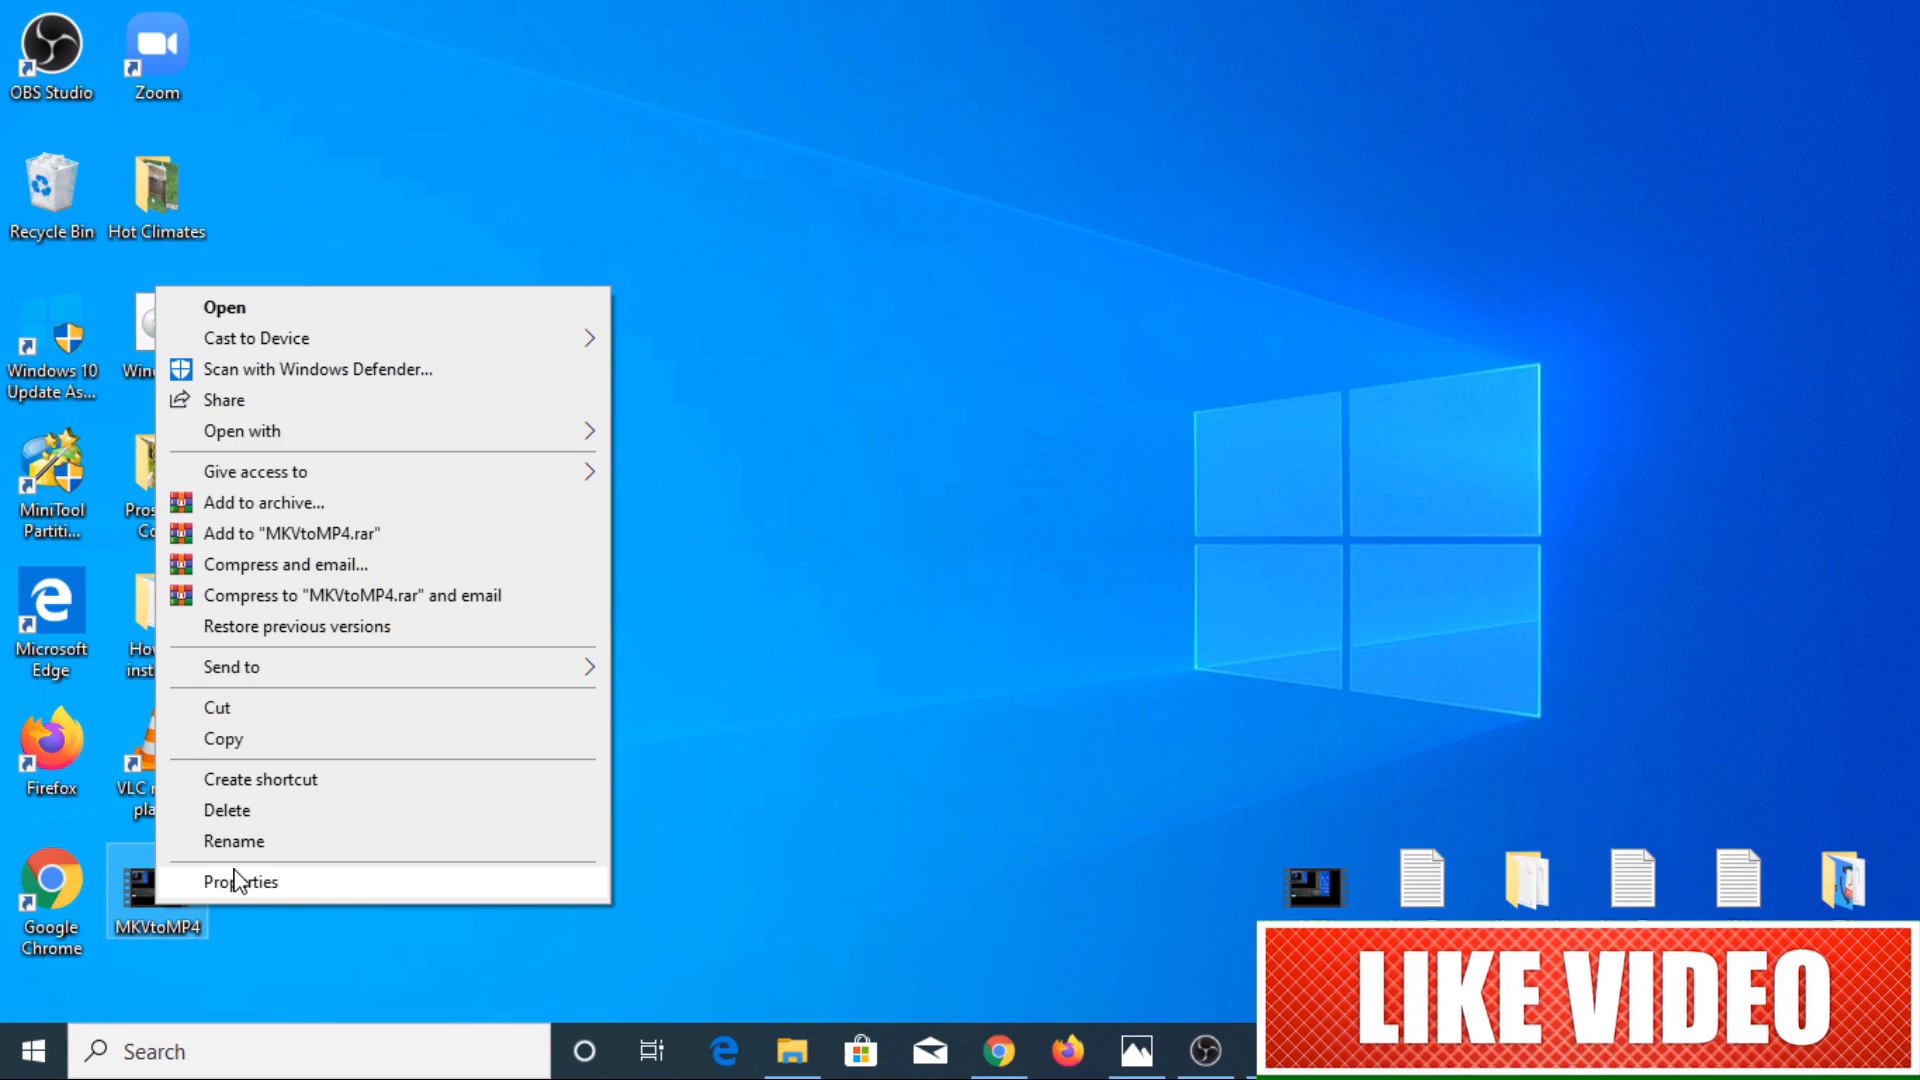 OBS Studio
Zoom
Recycle Bin
Hot Climates
Windows 10
Update As...
MiniTool
Partiti...
Microsoft
Edge
Firefox
VLC
Google
Chrome
MKVtoMP4
Open
Cast to Device
Scan with Windows Defender...
Share
Open with
Give access to
Add to archive...
Add to "MKVtoMP4.rar"
Compress and email...
Compress to "MKVtoMP4.rar" and email
Restore previous versions
Send to
Cut
Copy
Create shortcut
Delete
Rename
Properties
LIKE VIDEO
Search